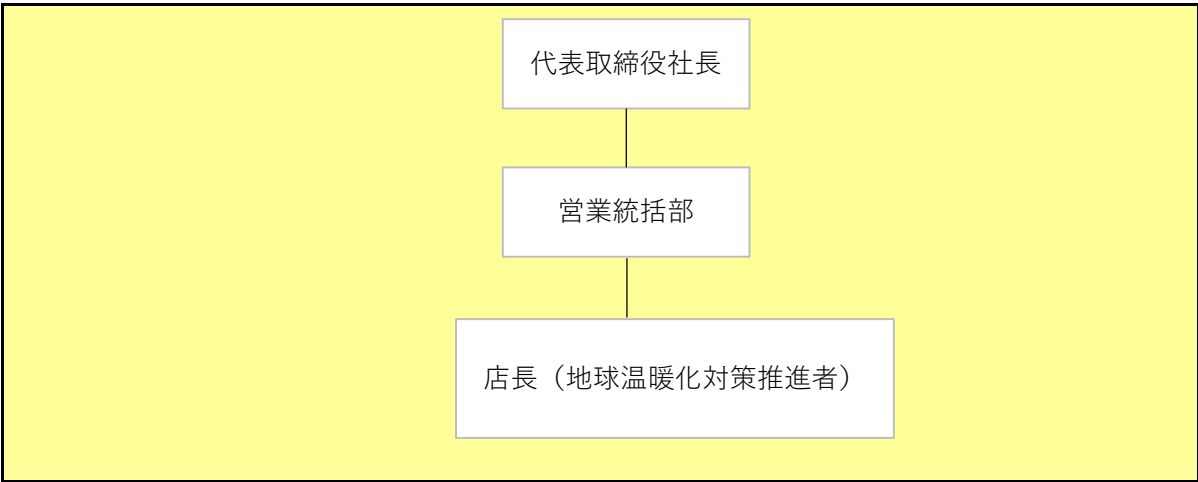 代表取締役社長
営業統括部
店長（地球温暖化対策推進者）